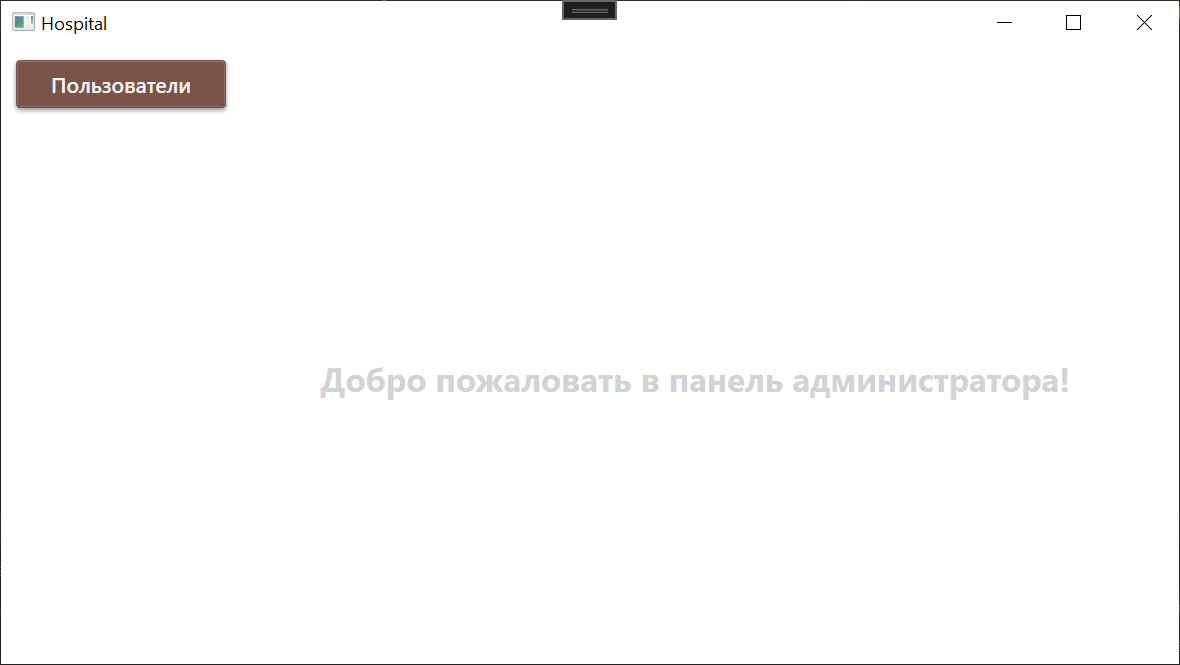 Hospital
Пользователи
Добро пожаловать в панель администратора!